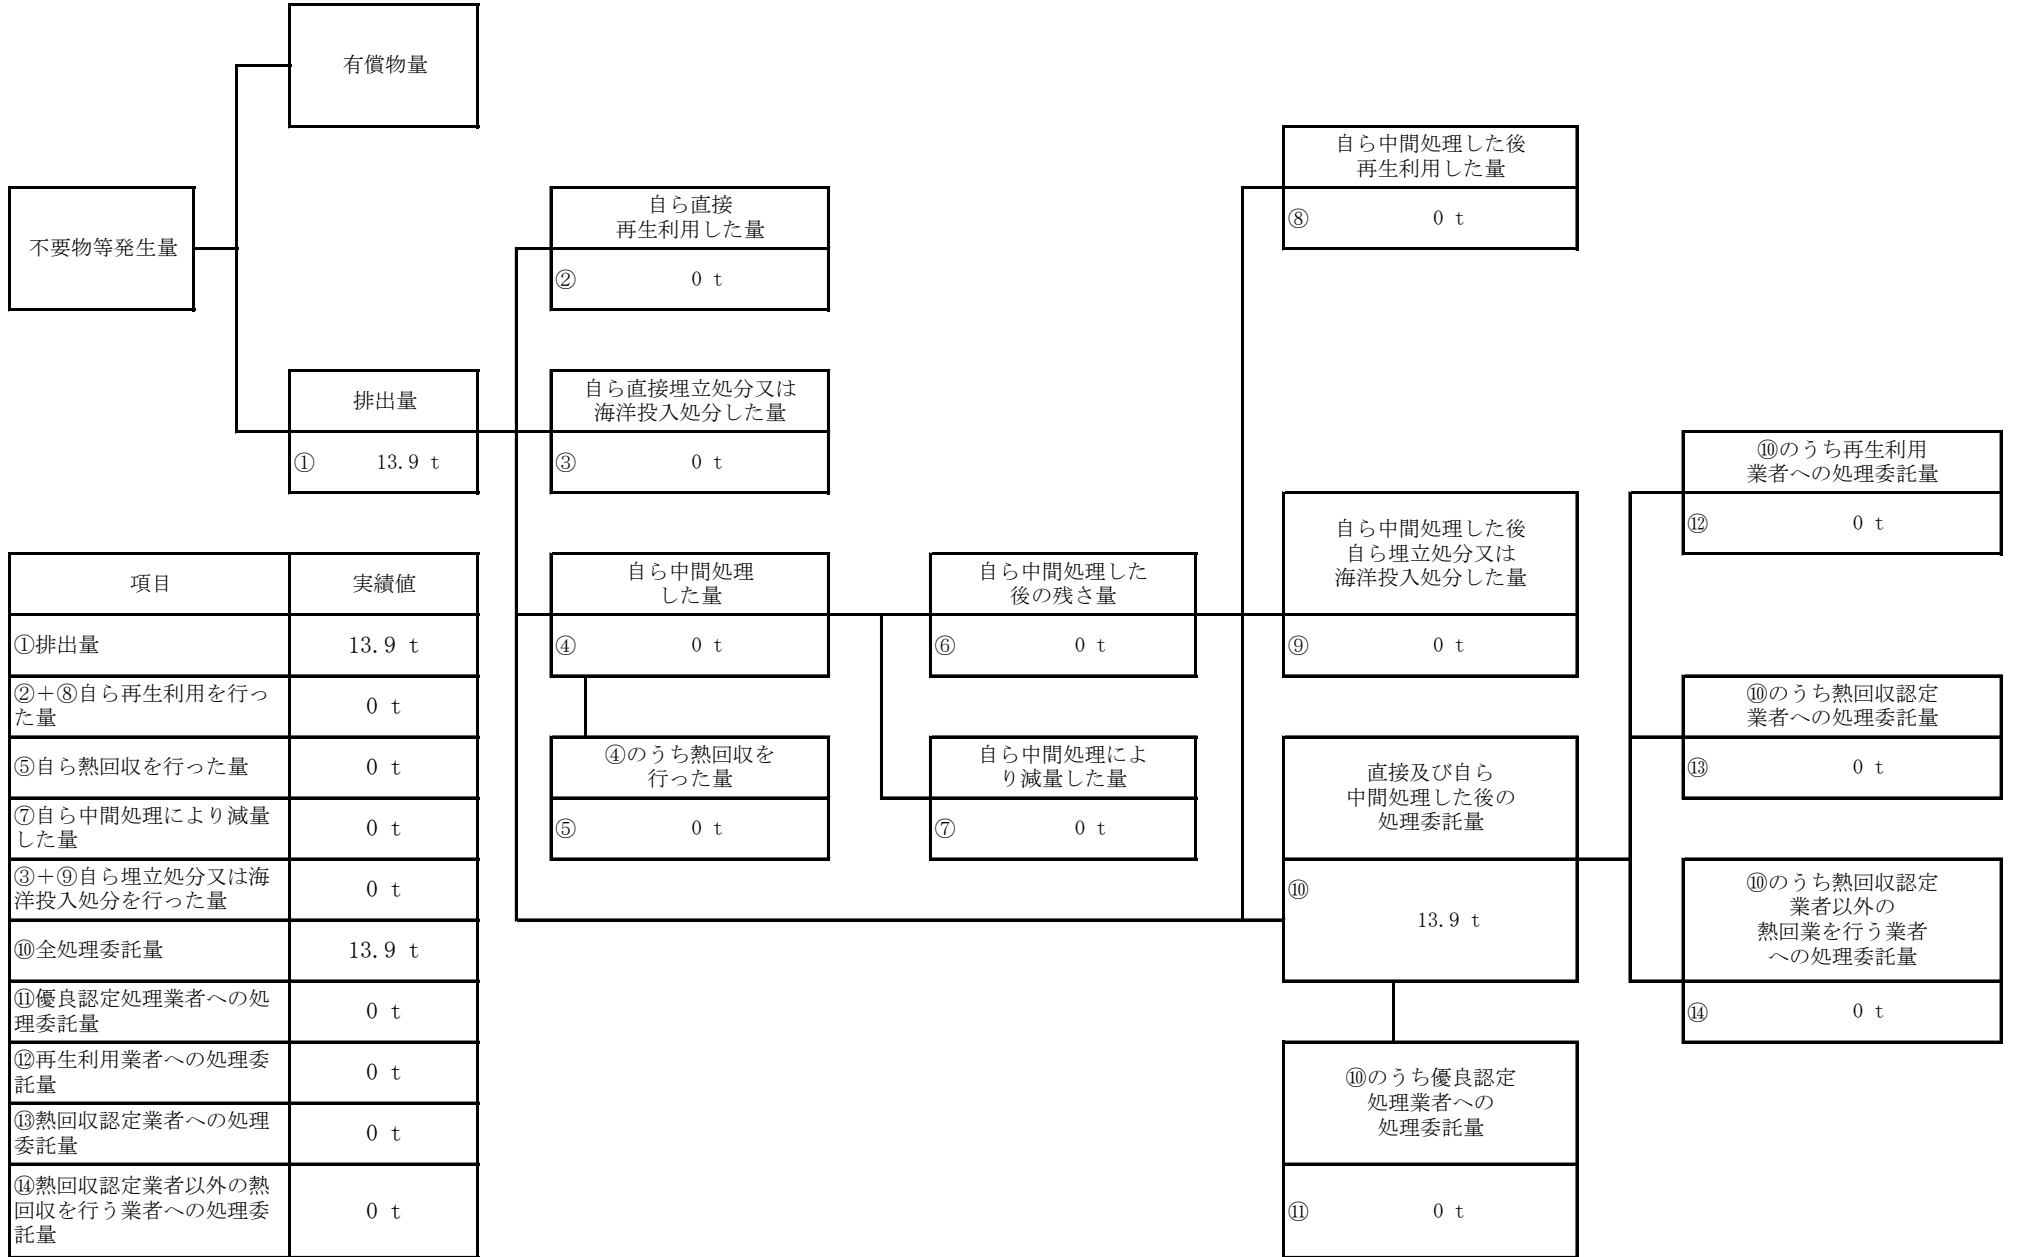 有償物量
不要物等発生量
排出量
① 13.9 t
自ら直接
再生利用した量
② 0 t
自ら直接埋立処分又は
海洋投入処分した量
③ 0 t
自ら中間処理
した量
④ 0 t
④のうち熱回収を
行った量
⑤ 0 t
自ら中間処理した
後の残さ量
⑥ 0 t
自ら中間処理によ
り減量した量
⑦ 0 t
自ら中間処理した後
再生利用した量
⑧ 0 t
自ら中間処理した後
自ら埋立処分又は
海洋投入処分した量
⑨ 0 t
直接及び自ら
中間処理した後の
処理委託量
⑩
13.9 t
⑩のうち優良認定
処理業者への
処理委託量
⑪ 0 t
⑩のうち再生利用
業者への処理委託量
⑫ 0 t
⑩のうち熱回収認定
業者への処理委託量
⑬ 0 t
⑩のうち熱回収認定
業者以外の
熱回業を行う業者
への処理委託量
⑭ 0 t
項目 実績値
①排出量 13.9 t
②+⑧自ら再生利用を行っ
た量
0 t
⑤自ら熱回収を行った量 0 t
⑦自ら中間処理により減量
した量
0 t
③+⑨自ら埋立処分又は海
洋投入処分を行った量
0 t
⑩全処理委託量 13.9 t
⑪優良認定処理業者への処
理委託量
0 t
⑫再生利用業者への処理委
託量
0 t
⑬熱回収認定業者への処理
委託量
0 t
⑭熱回収認定業者以外の熱
回収を行う業者への処理委
託量
0 t